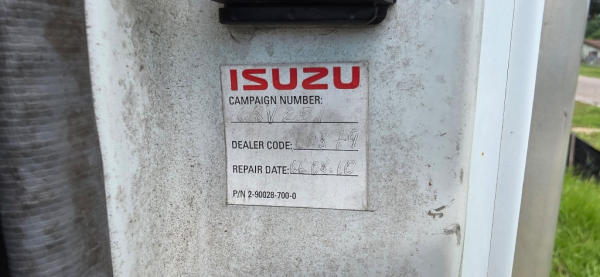 ISUZU
CAMPAIGN NUMBER:
DEALER CODE:
REPAIR DATE:
P/N 2-90028-700-0